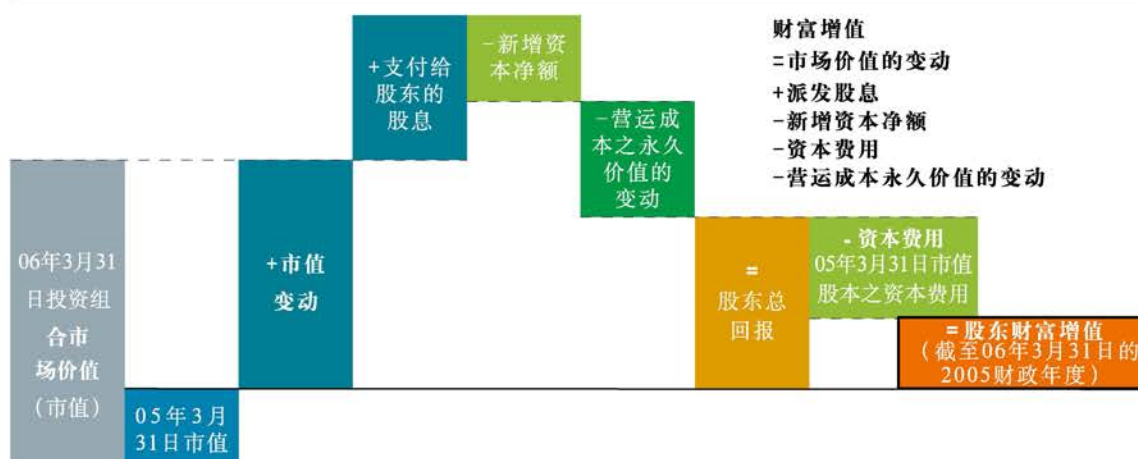 06年3月31
日投资组
合市
场价值
（市值）
05年3月
31日市值
+市值
变动
+支付给
股东的
股息
-新增资
本净额
-营运成
本之永久
价值的
变动
=
股东总
回报
- 资本费用
05年3月31日市值
股本之资本费用
=股东财富增值
（截至06年3月31日的
2005财政年度）
财富增值
=市场价值的变动
+派发股息
-新增资本净额
-资本费用
-营运成本永久价值的变动